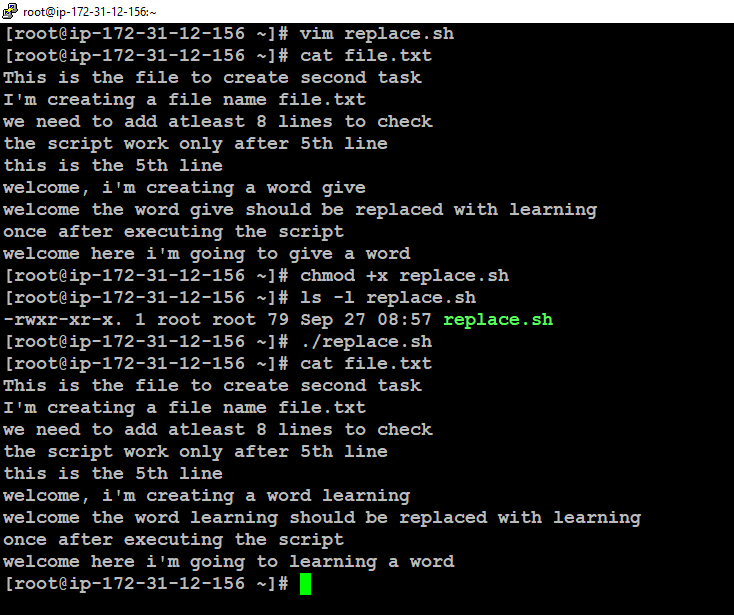 root@ip-172-31-12-156:~
[root@ip-172-31-12-156 ~]# vim replace.sh
[root@ip-172-31-12-156 ~]# cat file.txt
This is the file to create second task
I'm creating a file name file.txt
we need to add atleast 8 lines to check
the script work only after 5th line
this is the 5th line
welcome, i'm creating a word give
welcome the word give should be replaced with learning
once after executing the script
welcome here i'm going to give a word
[root@ip-172-31-12-156 ~]# chmod +x replace.sh
[root@ip-172-31-12-156 ~]# ls -l replace.sh
-rwxr-xr-x. 1 root root 79 Sep 27 08:57 replace.sh
[root@ip-172-31-12-156 ~]# ./replace.sh
[root@ip-172-31-12-156 ~]# cat file.txt
This is the file to create second task
I'm creating a file name file.txt
we need to add atleast 8 lines to check
the script work only after 5th line
this is the 5th line
welcome, i'm creating a word learning
welcome the word learning should be replaced with learning
once after executing the script
welcome here i'm going to learning a word
[root@ip-172-31-12-156 ~]#